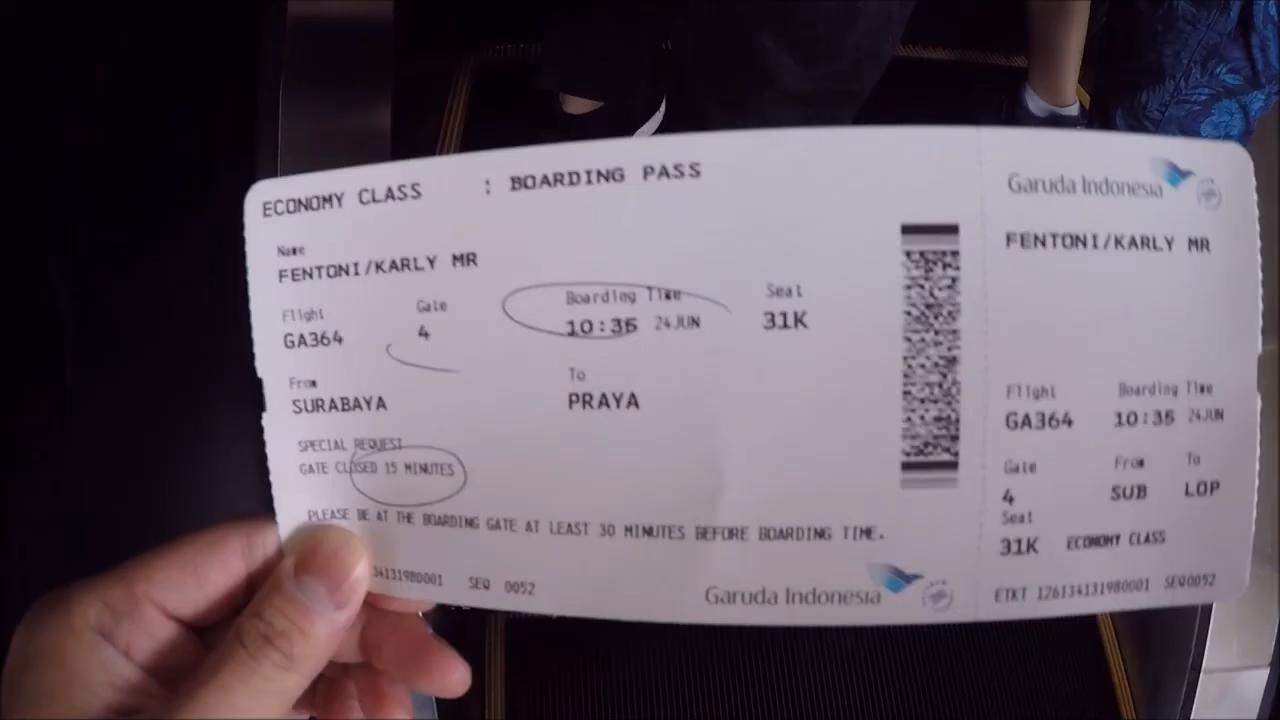 ECONOMY CLASS : BOARDING PASS
Name
FENTONI/KARLY MR
Flight Gate Boarding Time Seat
GA364 4 10:35 24JUN 31K
From To
SURABAYA PRAYA
SPECIAL REQUEST
GATE CLOSED 15 MINUTES
PLEASE BE AT THE BOARDING GATE AT LEAST 30 MINUTES BEFORE BOARDING TIME.
34131980001 SEQ 0052
Garuda Indonesia
Garuda Indonesia
FENTONI/KARLY MR
Flight Boarding Time
GA364 10:35 24JUN
Gate From To
4 SUB LOP
Seat
31K ECONOMY CLASS
ETKT 126134131980001 SEQ0052